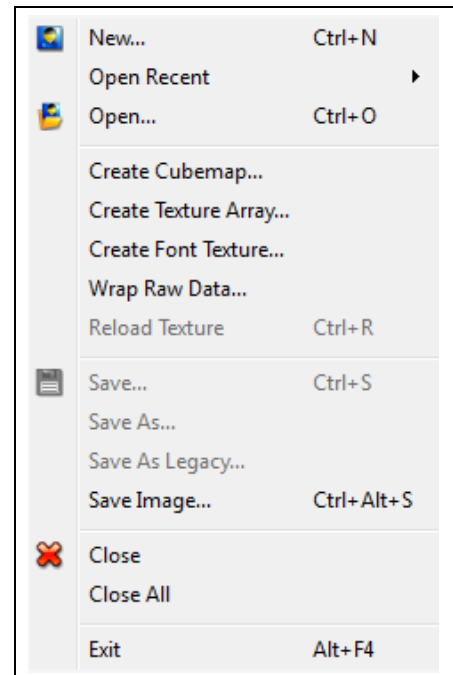 New... Ctrl+N
Open Recent
Open... Ctrl+O
Create Cubemap...
Create Texture Array...
Create Font Texture...
Wrap Raw Data...
Reload Texture Ctrl+R
Save... Ctrl+S
Save As...
Save As Legacy...
Save Image... Ctrl+Alt+S
Close
Close All
Exit Alt+F4